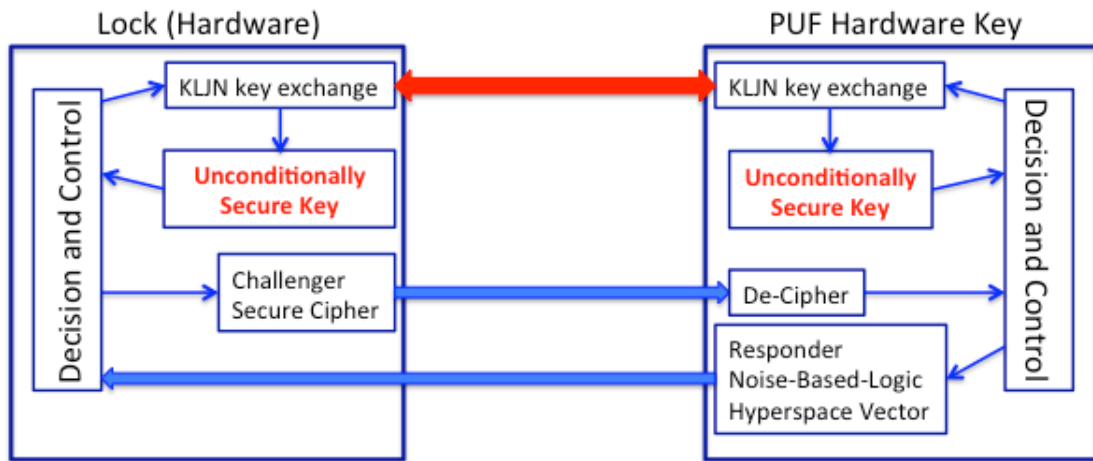 Lock (Hardware)
PUF Hardware Key
Decision and Control
KLJN key exchange
Unconditionally
Secure Key
Challenger
Secure Cipher
KLJN key exchange
Unconditionally
Secure Key
De-Cipher
Responder
Noise-Based-Logic
Hyperspace Vector
Decision and Control